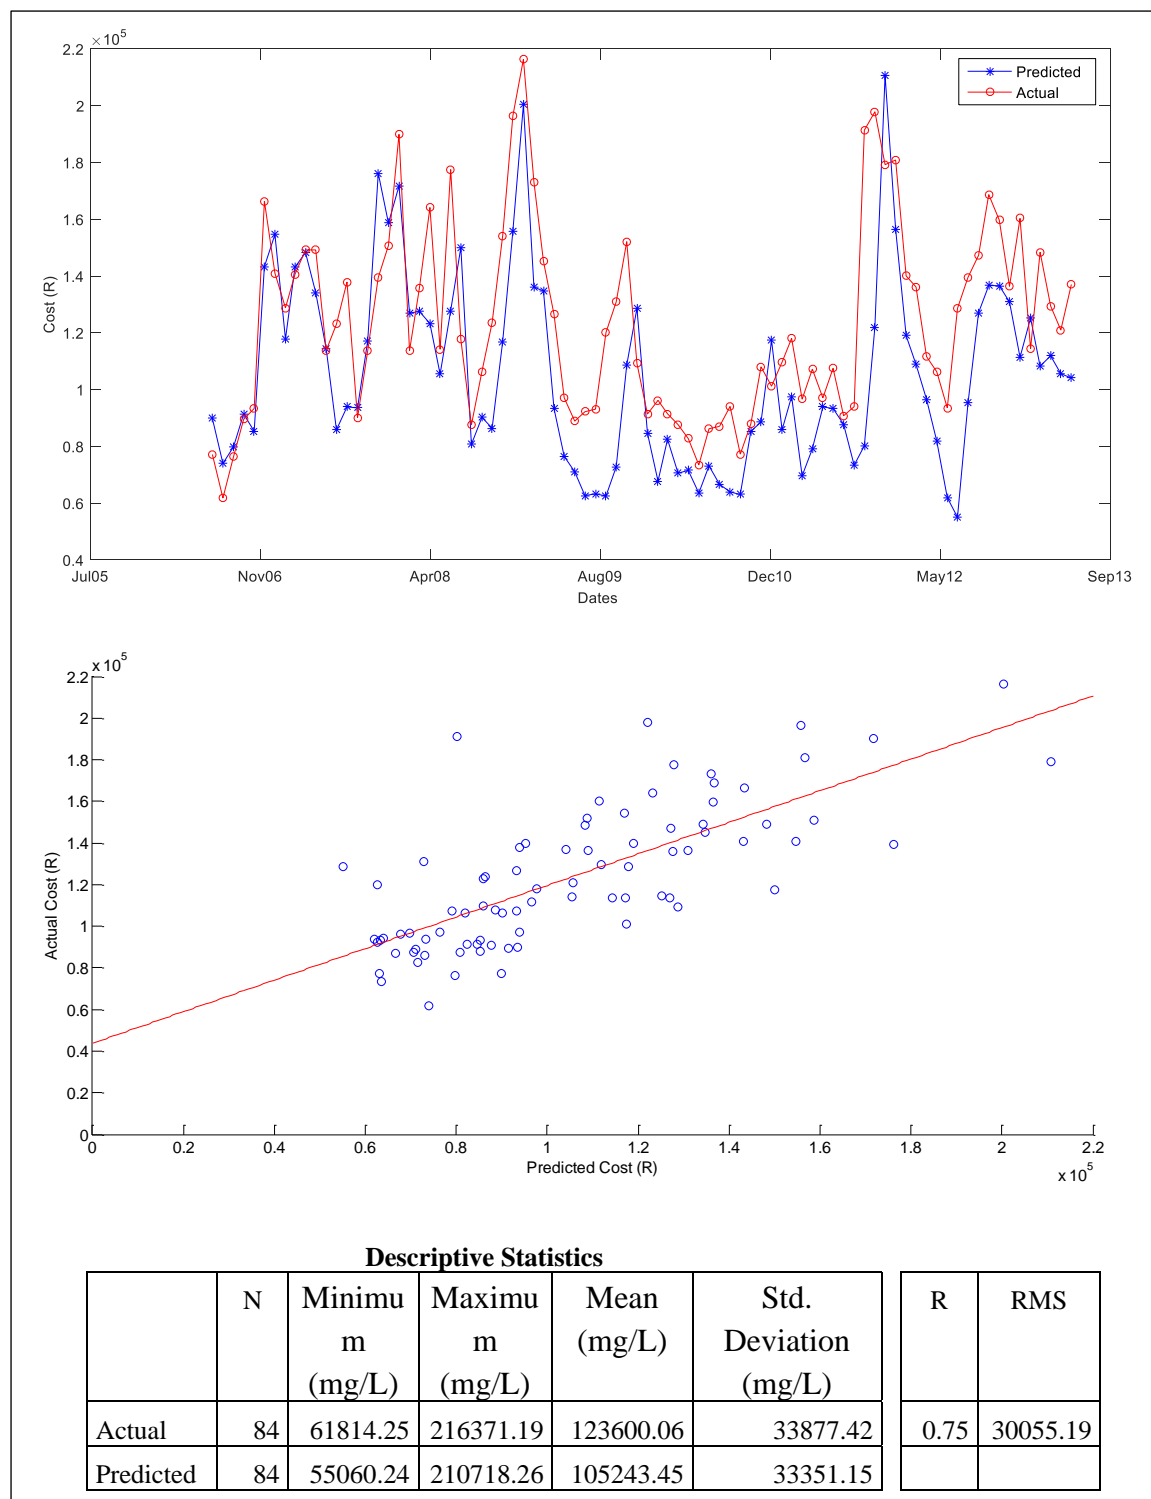 ×10^5
2.2
2
1.8
1.6
1.4
1.2
1
0.8
0.6
0.4
Cost (R)
Predicted
Actual
Jul05 Nov06 Apr08 Aug09 Dec10 May12 Sep13
Dates
x 10^5
2.2
2
1.8
1.6
1.4
1.2
1
0.8
0.6
0.4
0.2
0
Actual Cost (R)
0 0.2 0.4 0.6 0.8 1 1.2 1.4 1.6 1.8 2 2.2
Predicted Cost (R)
x 10^5
Descriptive Statistics
N Minimu Maximu Mean Std. R RMS
m m (mg/L) Deviation
(mg/L) (mg/L) (mg/L)
Actual 84 61814.25 216371.19 123600.06 33877.42 0.75 30055.19
Predicted 84 55060.24 210718.26 105243.45 33351.15